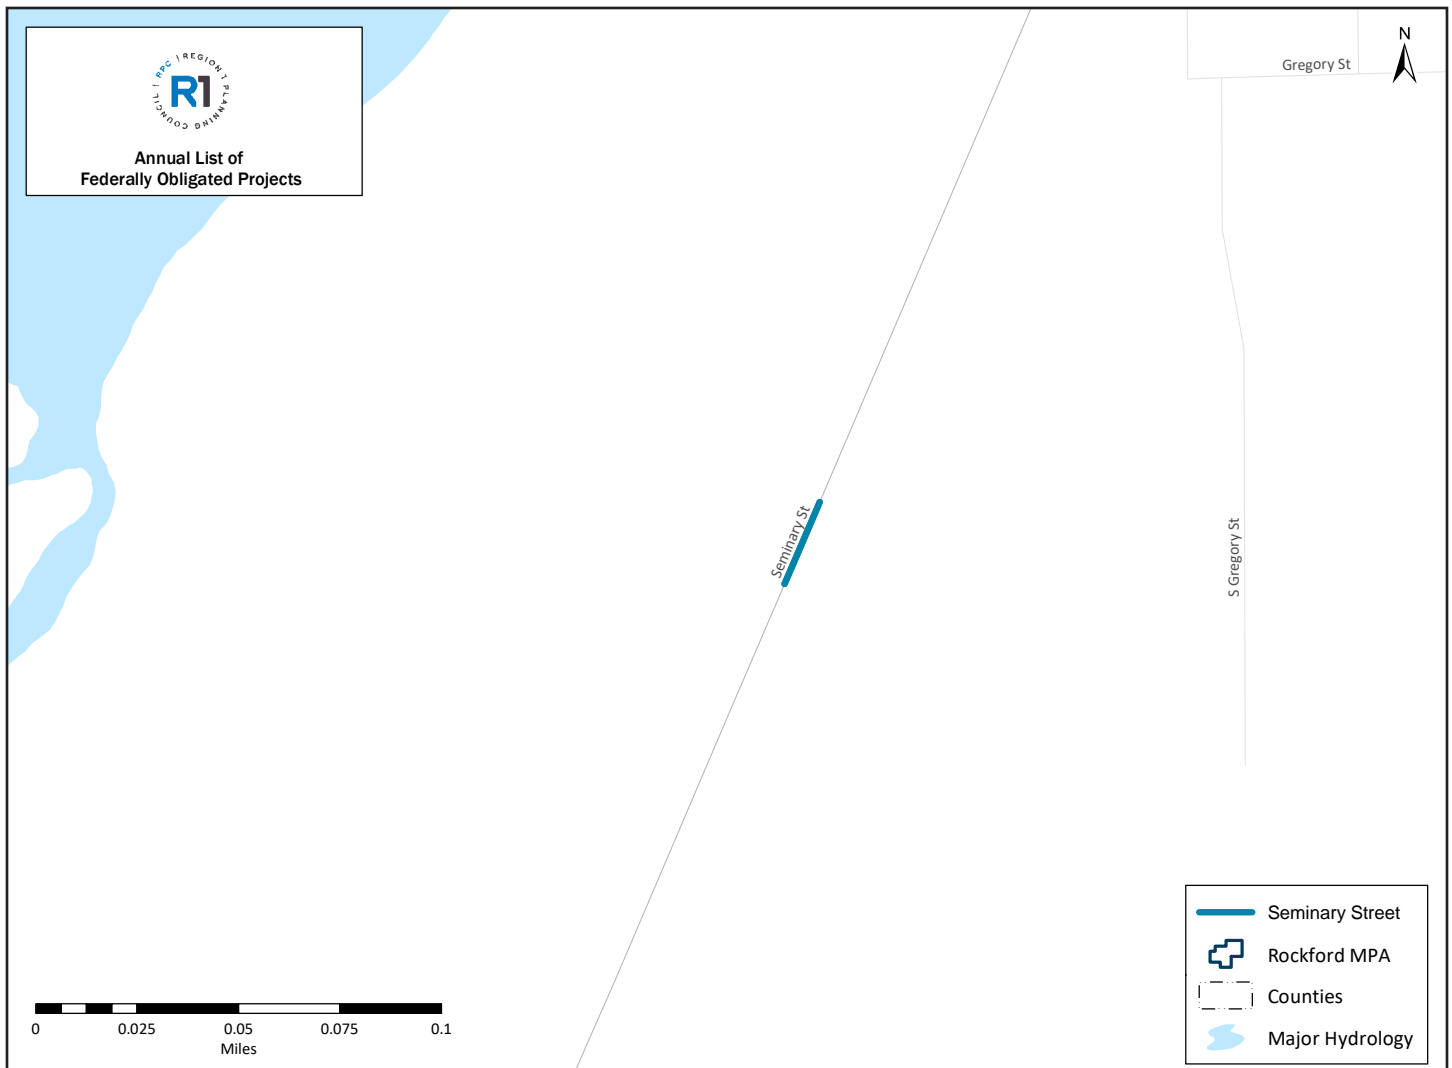 RPC | REGION 1 PLANNING COUNCIL |
R1
Annual List of
Federally Obligated Projects
N
Gregory St
Seminary St
S Gregory St
0 0.025 0.05 0.075 0.1
Miles
Seminary Street
Rockford MPA
Counties
Major Hydrology